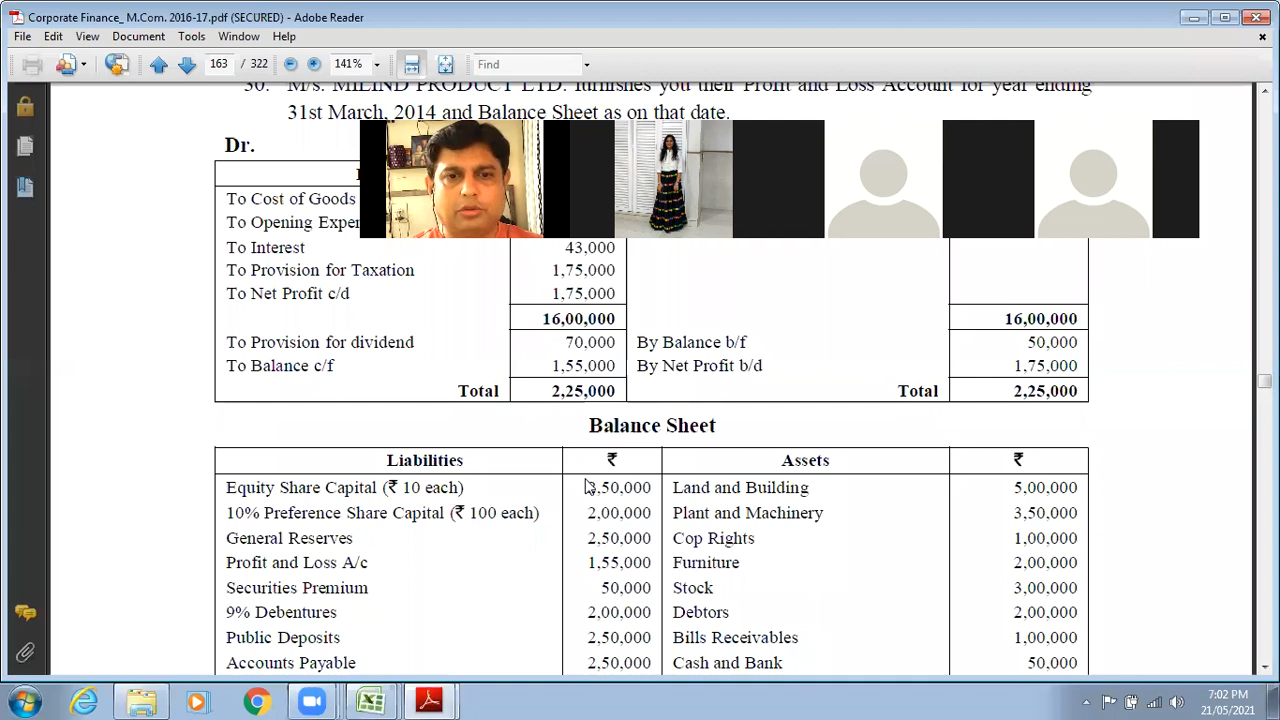 Corporate Finance_ M.Com. 2016-17.pdf (SECURED) - Adobe Reader
File Edit View Document Tools Window Help
163 / 322 141% Find
30. M/s. MILIND PRODUCT LTD. furnishes you their Profit and Loss Account for year ending
31st March, 2014 and Balance Sheet as on that date.
Dr.
To Cost of Goods
To Opening
To Interest 43,000
To Provision for Taxation 1,75,000
To Net Profit c/d 1,75,000
16,00,000 16,00,000
To Provision for dividend 70,000 By Balance b/f 50,000
To Balance c/f 1,55,000 By Net Profit b/d 1,75,000
Total 2,25,000 Total 2,25,000
Balance Sheet
Liabilities ₹ Assets ₹
Equity Share Capital (₹ 10 each) ,50,000 Land and Building 5,00,000
10% Preference Share Capital (₹ 100 each) 2,00,000 Plant and Machinery 3,50,000
General Reserves 2,50,000 Cop Rights 1,00,000
Profit and Loss A/c 1,55,000 Furniture 2,00,000
Securities Premium 50,000 Stock 3,00,000
9% Debentures 2,00,000 Debtors 2,00,000
Public Deposits 2,50,000 Bills Receivables 1,00,000
Accounts Payable 2,50,000 Cash and Bank 50,000
7:02 PM
21/05/2021